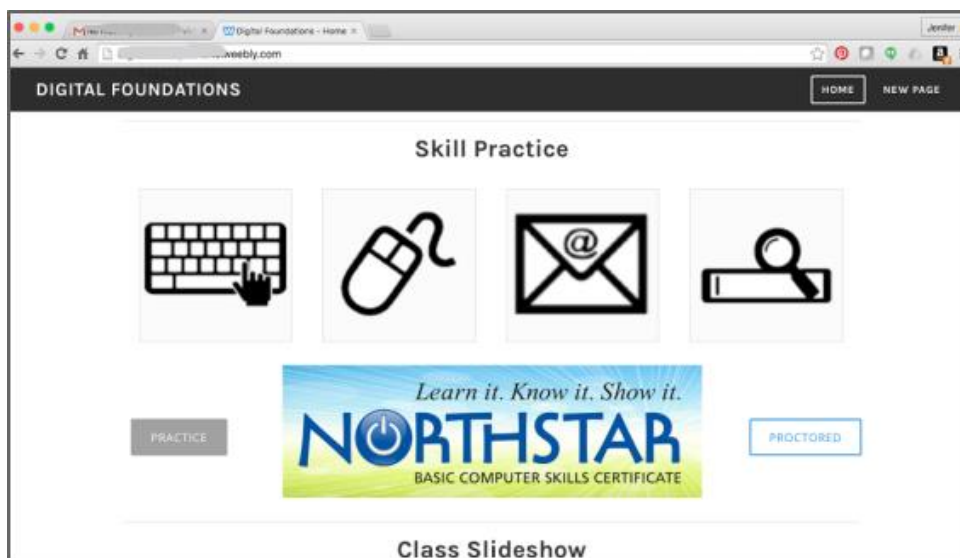 Digital Foundations - Home
Jenifer
weebly.com
DIGITAL FOUNDATIONS
HOME
NEW PAGE
Skill Practice
@
PRACTICE
Learn it. Know it. Show it.
NORTHSTAR
BASIC COMPUTER SKILLS CERTIFICATE
PROCTORED
Class Slideshow